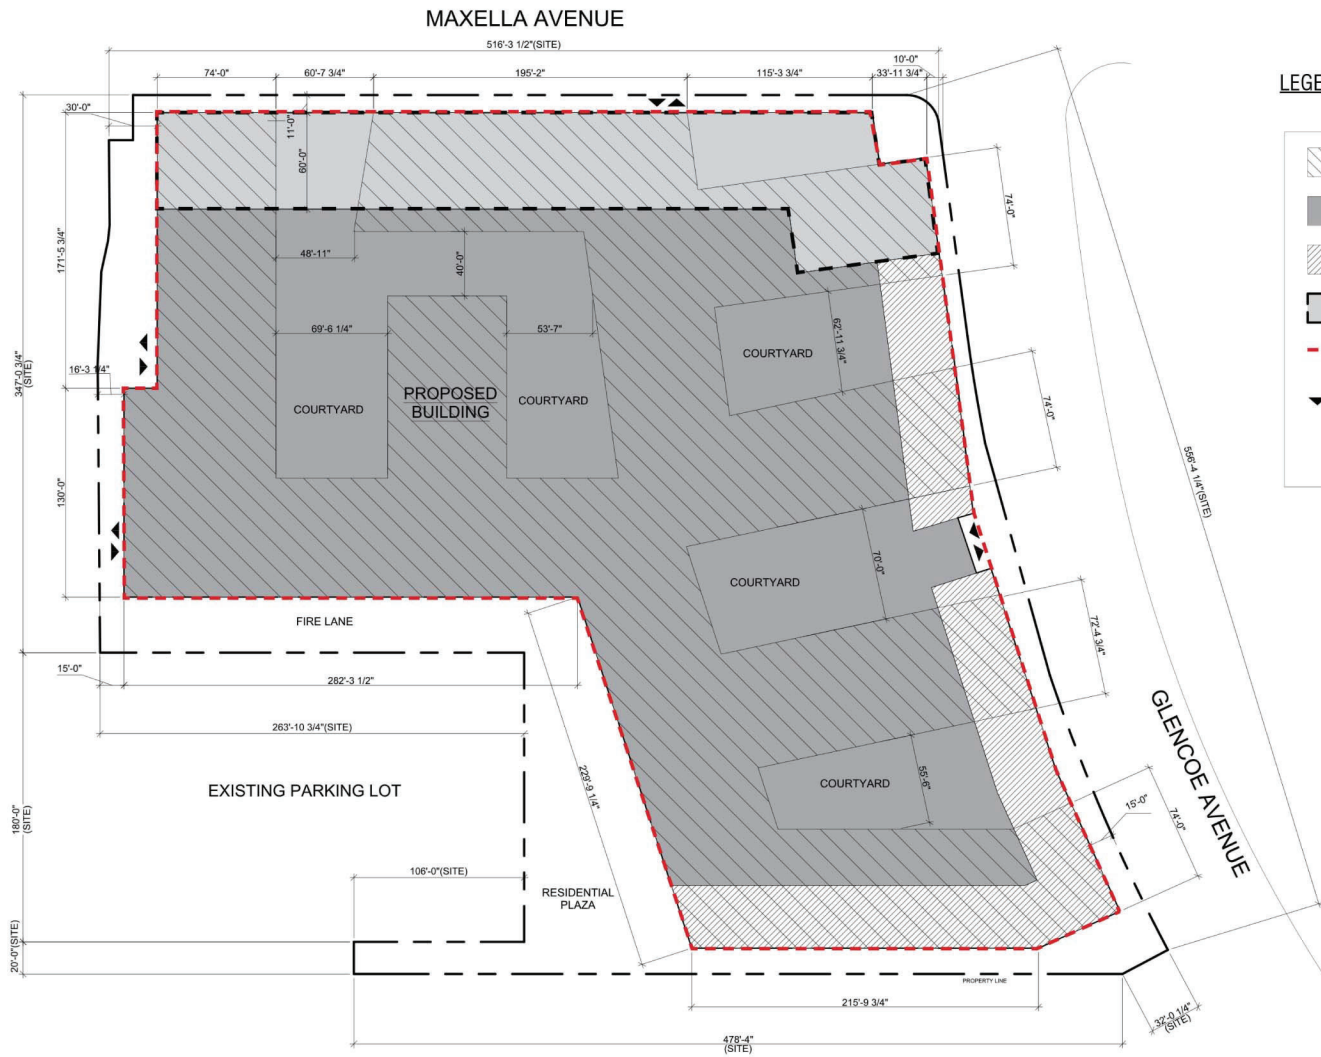 MAXELLA AVENUE
516'-3 1/2"(SITE)
10'-0"
74'-0"
60'-7 3/4"
195'-2"
115'-3 3/4"
33'-11 3/4"
LEGE
30'-0"
11'-0"
60'-0"
74'-0"
171'-5 3/4"
48'-11"
40'-0"
69'-6 1/4"
53'-7"
62'-11 3/4"
COURTYARD
347'-0 3/4"
(SITE)
16'-3 1/4"
PROPOSED
BUILDING
COURTYARD
COURTYARD
74'-0"
556'-4 1/4"(SITE)
130'-0"
70'-0"
COURTYARD
FIRE LANE
72'-4 3/4"
15'-0"
282'-3 1/2"
263'-10 3/4"(SITE)
GLENCOE AVENUE
229'-9 1/4"
COURTYARD
55'-6"
EXISTING PARKING LOT
180'-0"
(SITE)
15'-0"
74'-0"
106'-0"(SITE)
RESIDENTIAL
PLAZA
20'-0"(SITE)
PROPERTY LINE
215'-9 3/4"
32'-0 1/4"
(SITE)
478'-4"
(SITE)